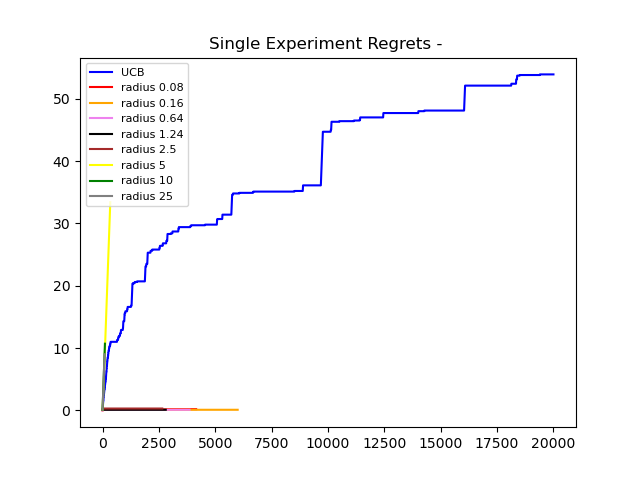 Single Experiment Regrets -
UCB
radius 0.08
radius 0.16
radius 0.64
radius 1.24
radius 2.5
radius 5
radius 10
radius 25
50
40
30
20
10
0
0 2500 5000 7500 10000 12500 15000 17500 20000